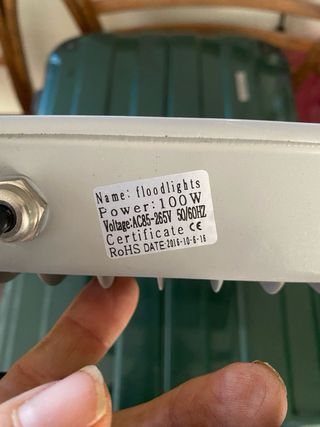 Name: floodlights
Power: 100W
Voltage:AC85-265V 50/60HZ
Certificate CE
RoHS DATE:2016-10-6-16